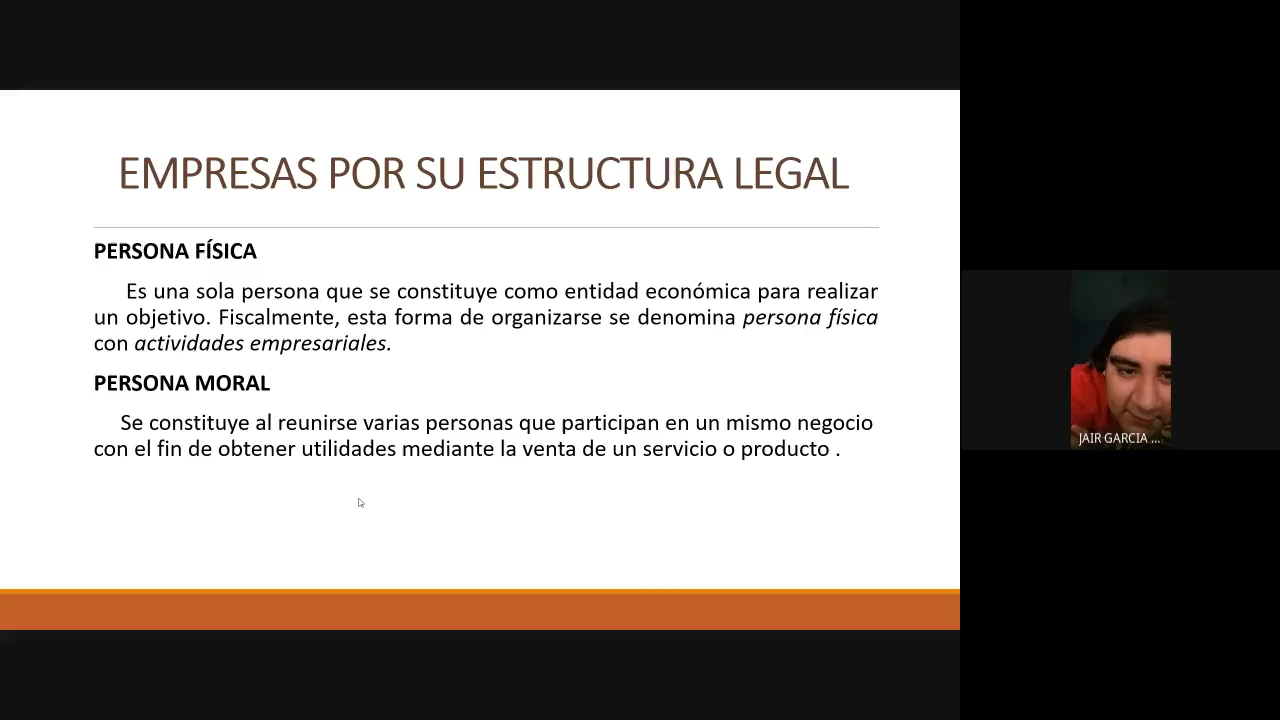 EMPRESAS POR SU ESTRUCTURA LEGAL
PERSONA FÍSICA
Es una sola persona que se constituye como entidad económica para realizar
un objetivo. Fiscalmente, esta forma de organizarse se denomina persona física
con actividades empresariales.
PERSONA MORAL
Se constituye al reunirse varias personas que participan en un mismo negocio
con el fin de obtener utilidades mediante la venta de un servicio o producto .
JAIR GARCIA ...